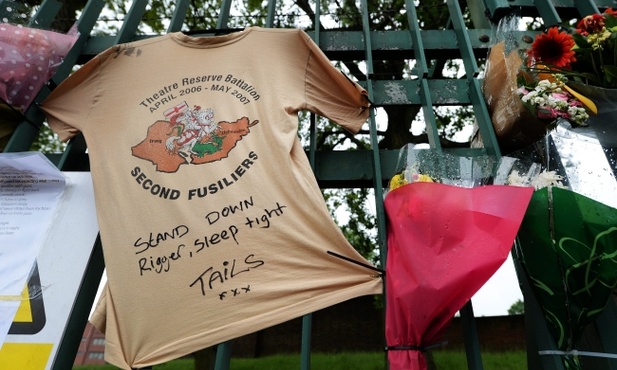 Theatre Reserve Battalion
APRIL 2006 - MAY 2007
SECOND FUSILIERS
STAND DOWN
Rigger, Sleep tight
TAILS
xxx